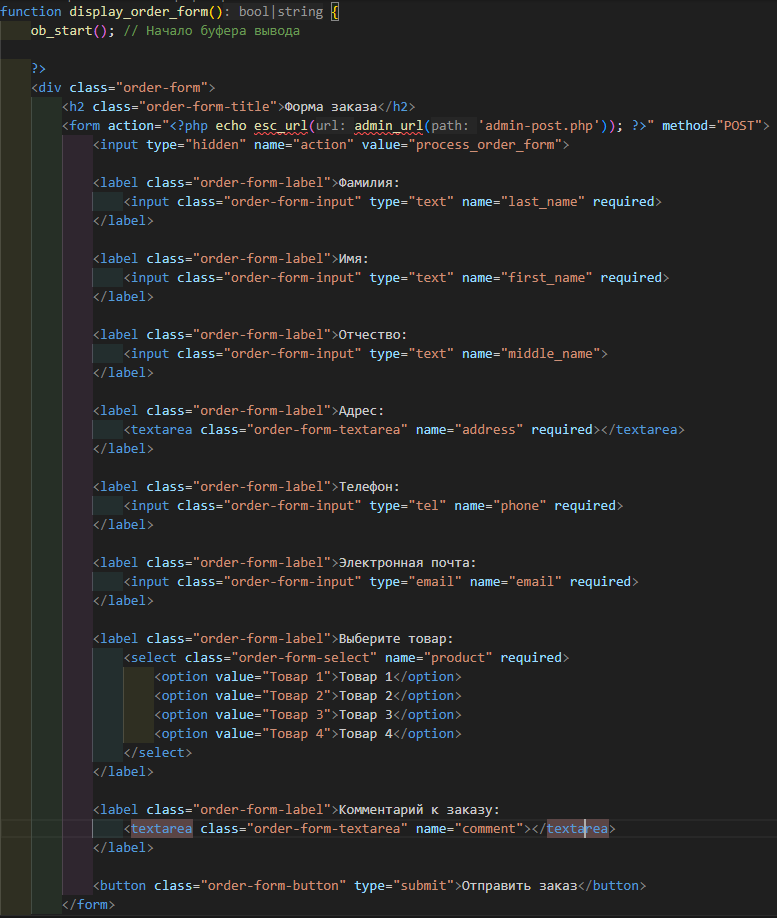 function display_order_form(): bool|string {
    ob_start(); // Начало буфера вывода

    ?>
    <div class="order-form">
        <h2 class="order-form-title">Форма заказа</h2>
        <form action="<?php echo esc_url(url: admin_url(path: 'admin-post.php')); ?>" method="POST">
            <input type="hidden" name="action" value="process_order_form">

            <label class="order-form-label">Фамилия:
                <input class="order-form-input" type="text" name="last_name" required>
            </label>

            <label class="order-form-label">Имя:
                <input class="order-form-input" type="text" name="first_name" required>
            </label>

            <label class="order-form-label">Отчество:
                <input class="order-form-input" type="text" name="middle_name">
            </label>

            <label class="order-form-label">Адрес:
                <textarea class="order-form-textarea" name="address" required></textarea>
            </label>

            <label class="order-form-label">Телефон:
                <input class="order-form-input" type="tel" name="phone" required>
            </label>

            <label class="order-form-label">Электронная почта:
                <input class="order-form-input" type="email" name="email" required>
            </label>

            <label class="order-form-label">Выберите товар:
                <select class="order-form-select" name="product" required>
                    <option value="Товар 1">Товар 1</option>
                    <option value="Товар 2">Товар 2</option>
                    <option value="Товар 3">Товар 3</option>
                    <option value="Товар 4">Товар 4</option>
                </select>
            </label>

            <label class="order-form-label">Комментарий к заказу:
                <textarea class="order-form-textarea" name="comment"></textarea>
            </label>

            <button class="order-form-button" type="submit">Отправить заказ</button>
        </form>